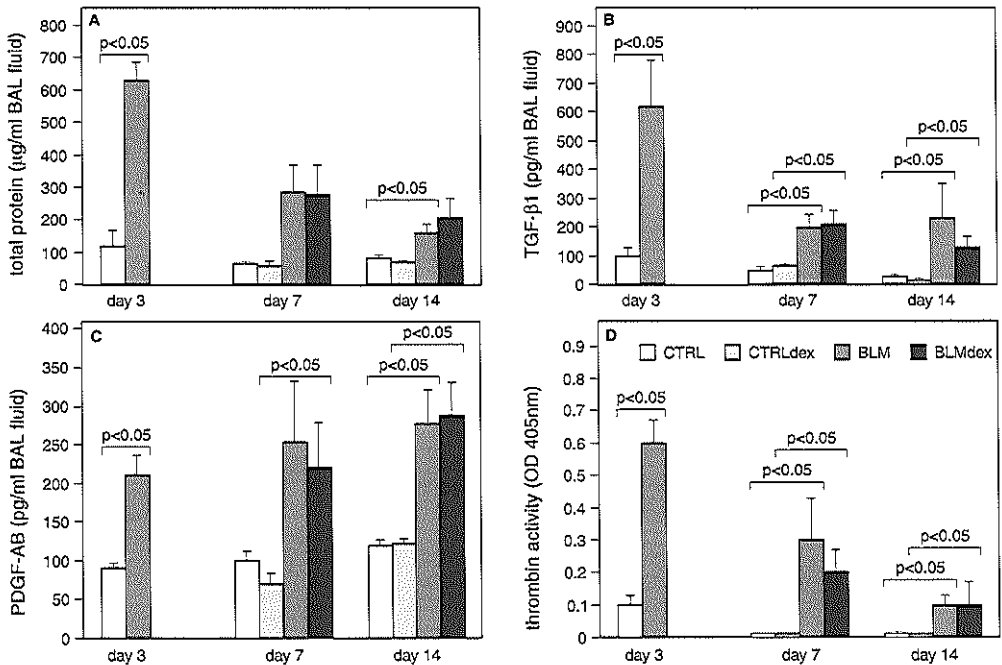 A
total protein (µg/ml BAL fluid)
800
700
600
500
400
300
200
100
0
p<0.05
p<0.05
day 3
day 7
day 14
B
TGF-β1 (pg/ml BAL fluid)
900
800
700
600
500
400
300
200
100
0
p<0.05
p<0.05
p<0.05
p<0.05
p<0.05
day 3
day 7
day 14
C
PDGF-AB (pg/ml BAL fluid)
400
350
300
250
200
150
100
50
0
p<0.05
p<0.05
p<0.05
p<0.05
day 3
day 7
day 14
D
CTRL
CTRLdex
BLM
BLMdex
thrombin activity (OD 405nm)
0.9
0.8
0.7
0.6
0.5
0.4
0.3
0.2
0.1
0
p<0.05
p<0.05
p<0.05
p<0.05
p<0.05
day 3
day 7
day 14